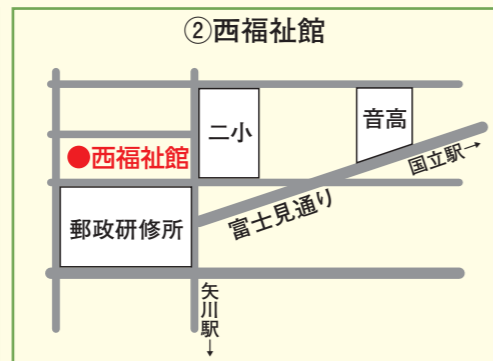 ②西福祉館
二小
音高
●西福祉館
国立駅→
富士見通り
郵政研修所
矢川駅→